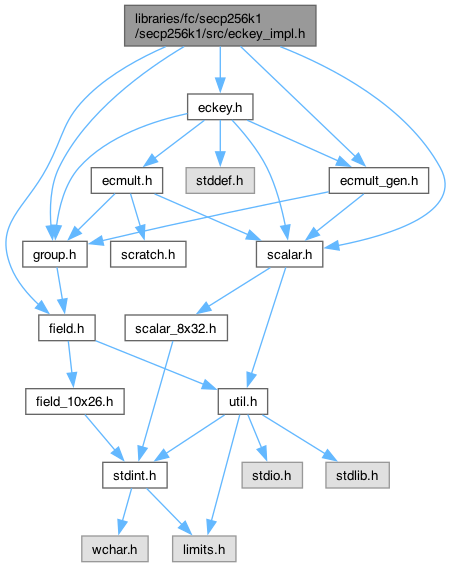 libraries/fc/secp256k1
/secp256k1/src/eckey_impl.h
eckey.h
ecmult.h
stddef.h
ecmult_gen.h
group.h
scratch.h
scalar.h
field.h
scalar_8x32.h
field_10x26.h
util.h
stdint.h
stdio.h
stdlib.h
wchar.h
limits.h